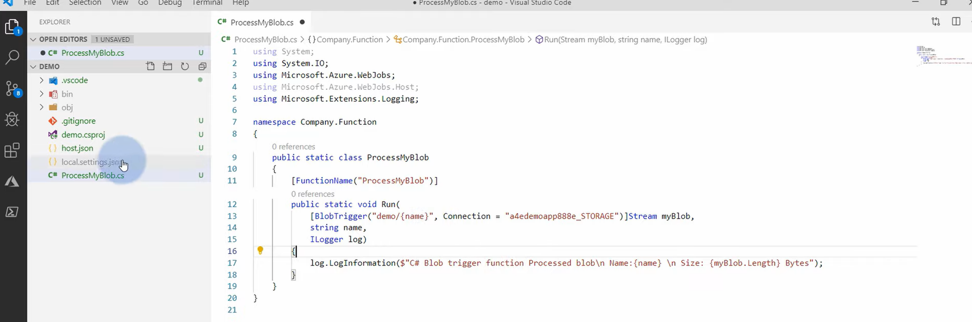 File Edit Selection View Go Debug Terminal Help
● ProcessMyBlob.cs - demo - Visual Studio Code
EXPLORER
OPEN EDITORS 1 UNSAVED
● C# ProcessMyBlob.cs U
DEMO
.vscode
bin
obj
.gitignore U
demo.csproj U
{} host.json U
{} local.settings.json
C# ProcessMyBlob.cs U
1
8
C# ProcessMyBlob.cs ●
C# ProcessMyBlob.cs > {} Company.Function > Company.Function.ProcessMyBlob > Run(Stream myBlob, string name, ILogger log)
1 using System;
2 using System.IO;
3 using Microsoft.Azure.WebJobs;
4 using Microsoft.Azure.WebJobs.Host;
5 using Microsoft.Extensions.Logging;
6
7 namespace Company.Function
8 {
0 references
9 public static class ProcessMyBlob
10 {
11 [FunctionName("ProcessMyBlob")]
0 references
12 public static void Run(
13 [BlobTrigger("demo/{name}", Connection = "a4edemoapp888e_STORAGE")]Stream myBlob,
14 string name,
15 ILogger log)
16 {
17 log.LogInformation($"C# Blob trigger function Processed blob\n Name:{name} \n Size: {myBlob.Length} Bytes");
18 }
19 }
20 }
21